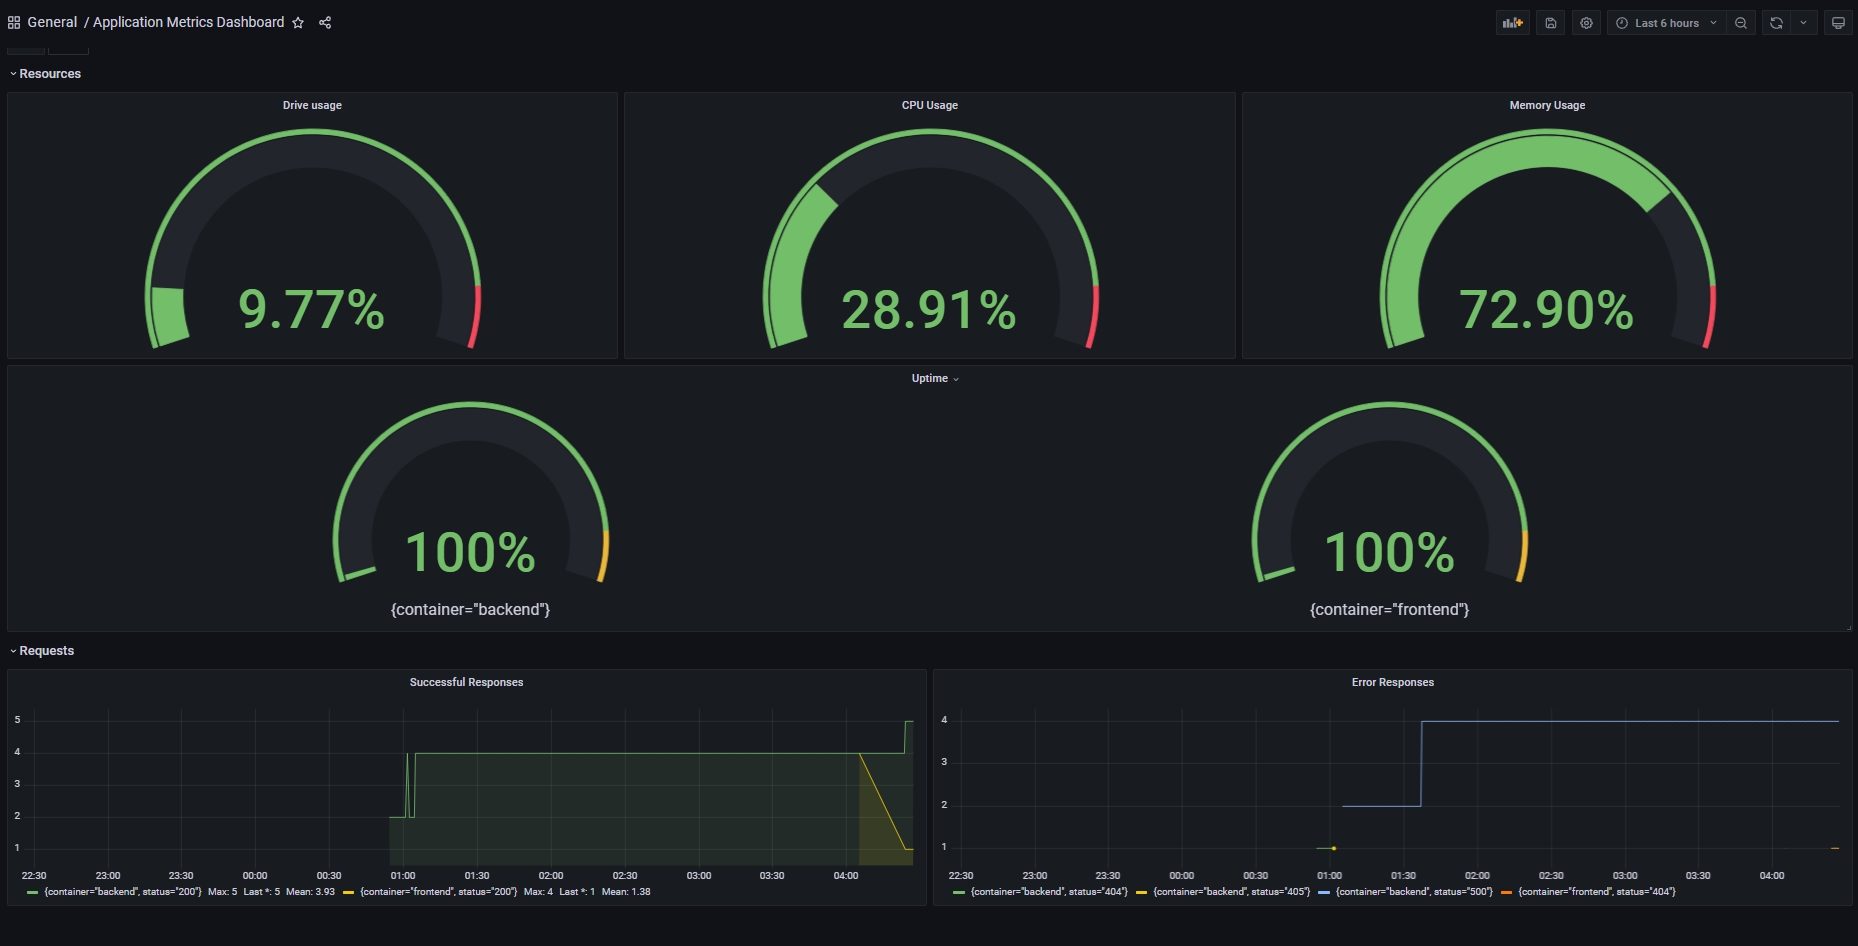 General / Application Metrics Dashboard
Last 6 hours
Resources
Drive usage
CPU Usage
Memory Usage
9.77%
28.91%
72.90%
Uptime
100%
100%
{container="backend"}
{container="frontend"}
Requests
Successful Responses
5
4
3
2
1
22:30 23:00 23:30 00:00 00:30 01:00 01:30 02:00 02:30 03:00 03:30 04:00
{container="backend", status="200"} Max: 5 Last *: 5 Mean: 3.93 {container="frontend", status="200"} Max: 4 Last *: 1 Mean: 1.38
Error Responses
4
3
2
1
22:30 23:00 23:30 00:00 00:30 01:00 01:30 02:00 02:30 03:00 03:30 04:00
{container="backend", status="404"} {container="backend", status="405"} {container="backend", status="500"} {container="frontend", status="404"}